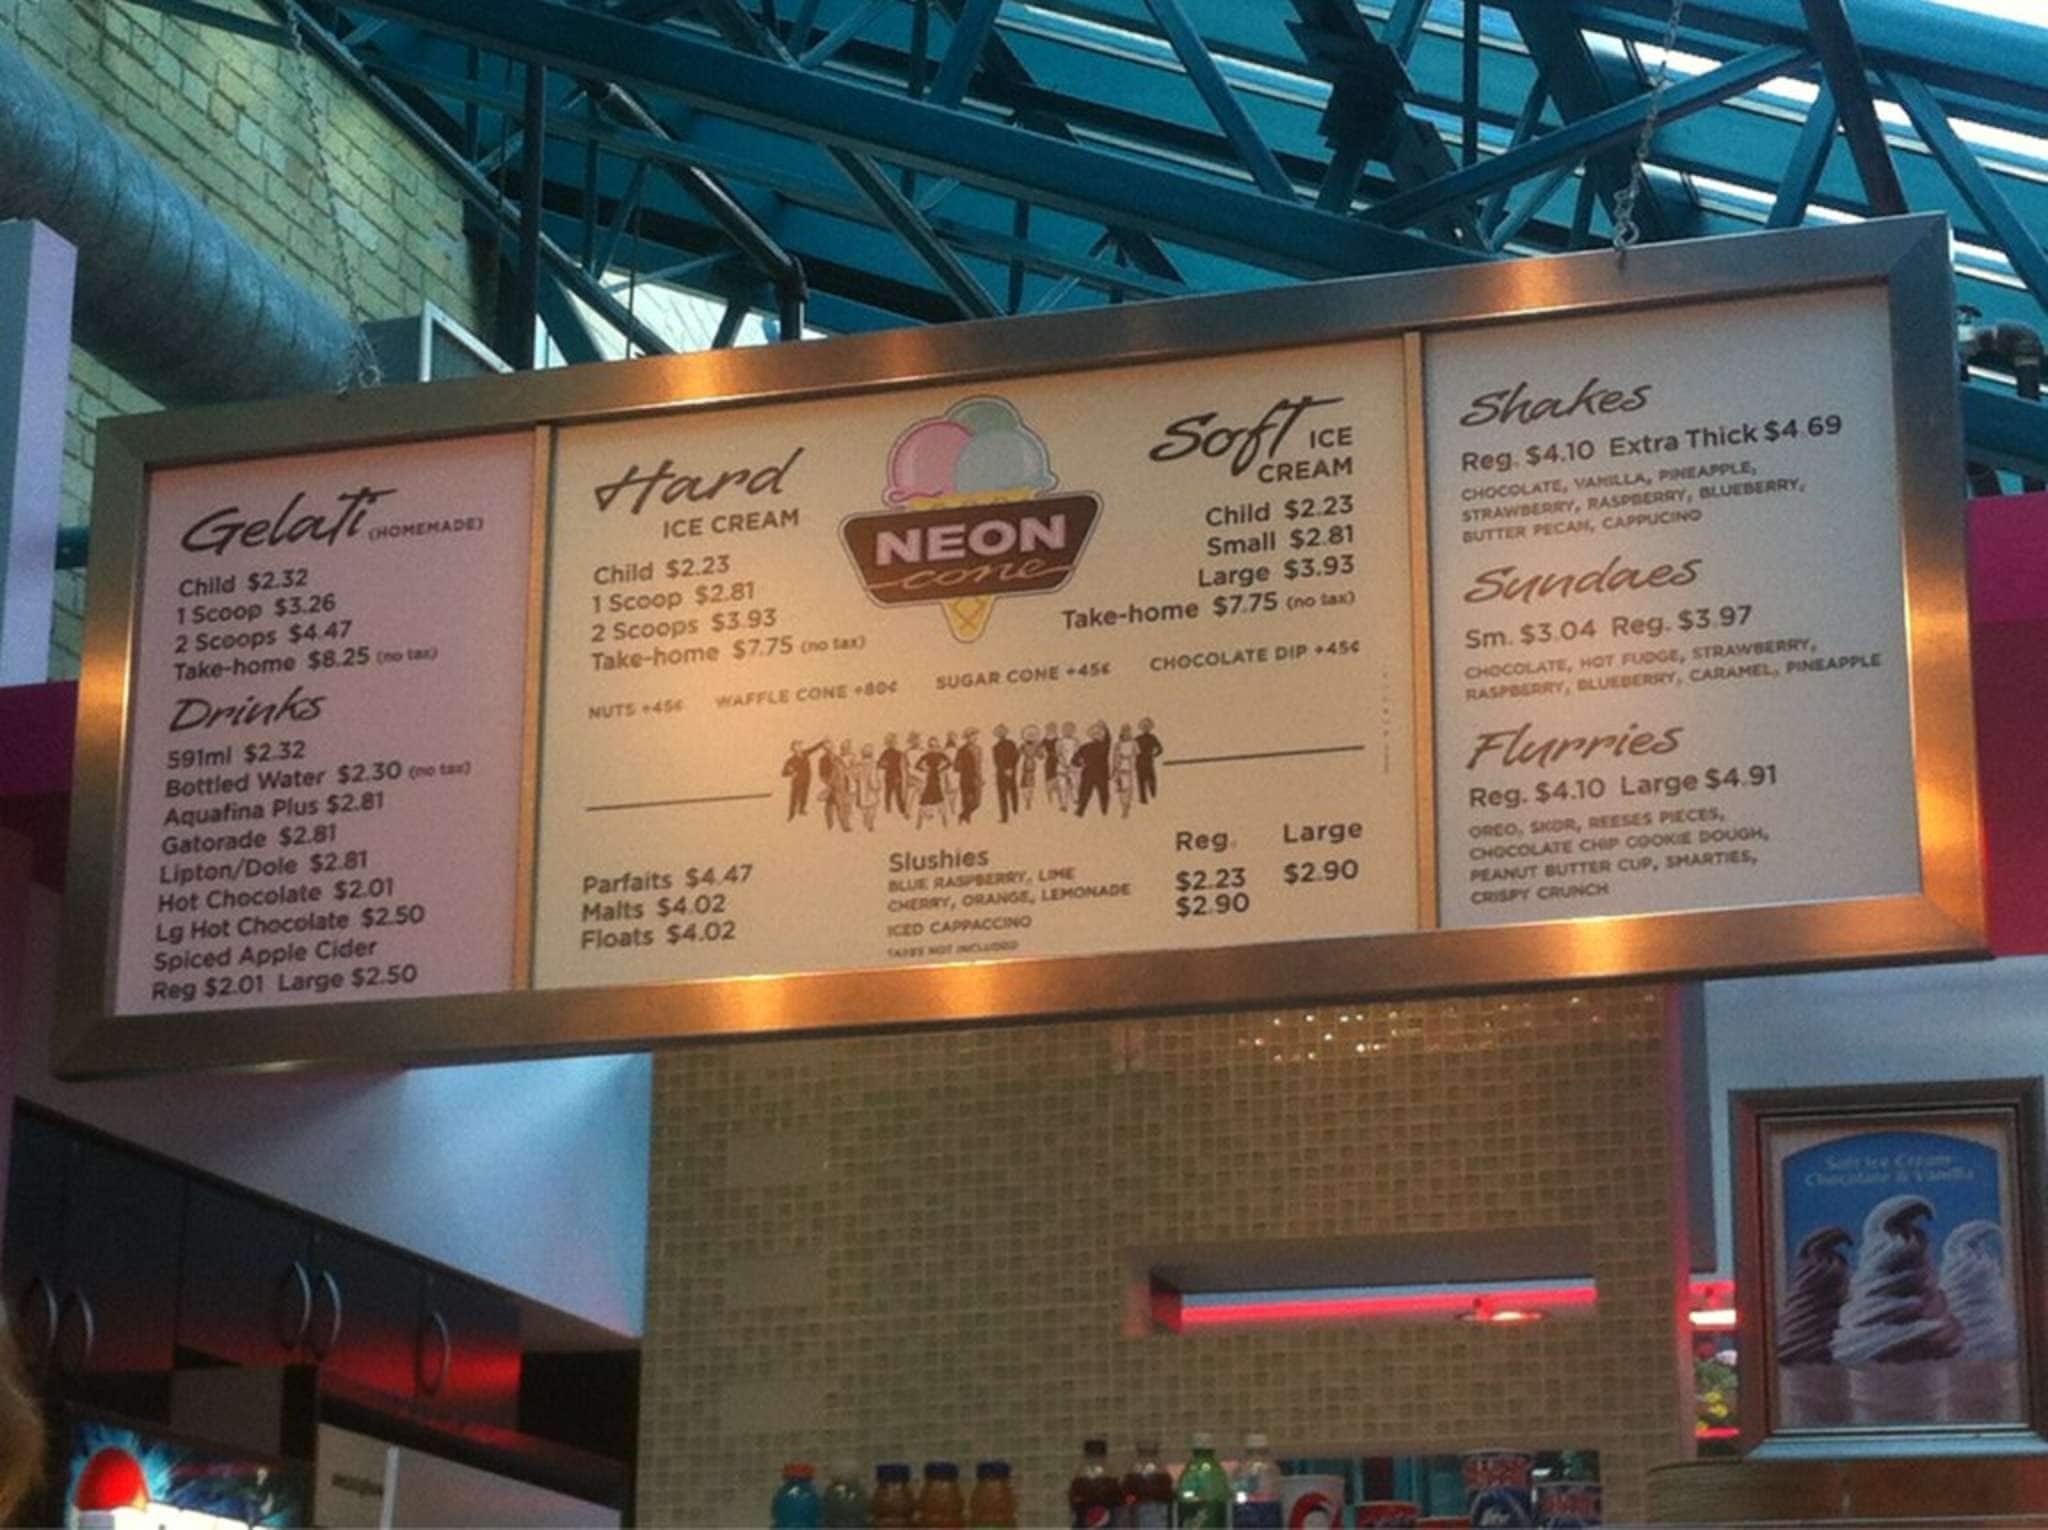 Gelati (HOMEMADE)
Child $2.32
1 Scoop $3.26
2 Scoops $4.47
Take-home $8.25 (no tax)
Drinks
591ml $2.32
Bottled Water $2.30 (no tax)
Aquafina Plus $2.81
Gatorade $2.81
Lipton/Dole $2.81
Hot Chocolate $2.01
Lg Hot Chocolate $2.50
Spiced Apple Cider
Reg $2.01 Large $2.50
Hard
ICE CREAM
Child $2.23
1 Scoop $2.81
2 Scoops $3.93
Take-home $7.75 (no tax)
NEON
cone
Soft ICE
CREAM
Child $2.23
Small $2.81
Large $3.93
Take-home $7.75 (no tax)
NUTS +45¢ WAFFLE CONE +80¢ SUGAR CONE +45¢ CHOCOLATE DIP +45¢
Parfaits $4.47
Malts $4.02
Floats $4.02
Reg. Large
Slushies
BLUE RASPBERRY, LIME
CHERRY, ORANGE, LEMONADE $2.23 $2.90
ICED CAPPACCINO $2.90
TAXES NOT INCLUDED
Shakes
Reg. $4.10 Extra Thick $4.69
CHOCOLATE, VANILLA, PINEAPPLE,
STRAWBERRY, RASPBERRY, BLUEBERRY,
BUTTER PECAN, CAPPUCINO
Sundaes
Sm. $3.04 Reg. $3.97
CHOCOLATE, HOT FUDGE, STRAWBERRY,
RASPBERRY, BLUEBERRY, CARAMEL, PINEAPPLE
Flurries
Reg. $4.10 Large $4.91
OREO, SKOR, REESES PIECES,
CHOCOLATE CHIP COOKIE DOUGH,
PEANUT BUTTER CUP, SMARTIES,
CRISPY CRUNCH
Soft Ice Cream
Chocolate & Vanilla